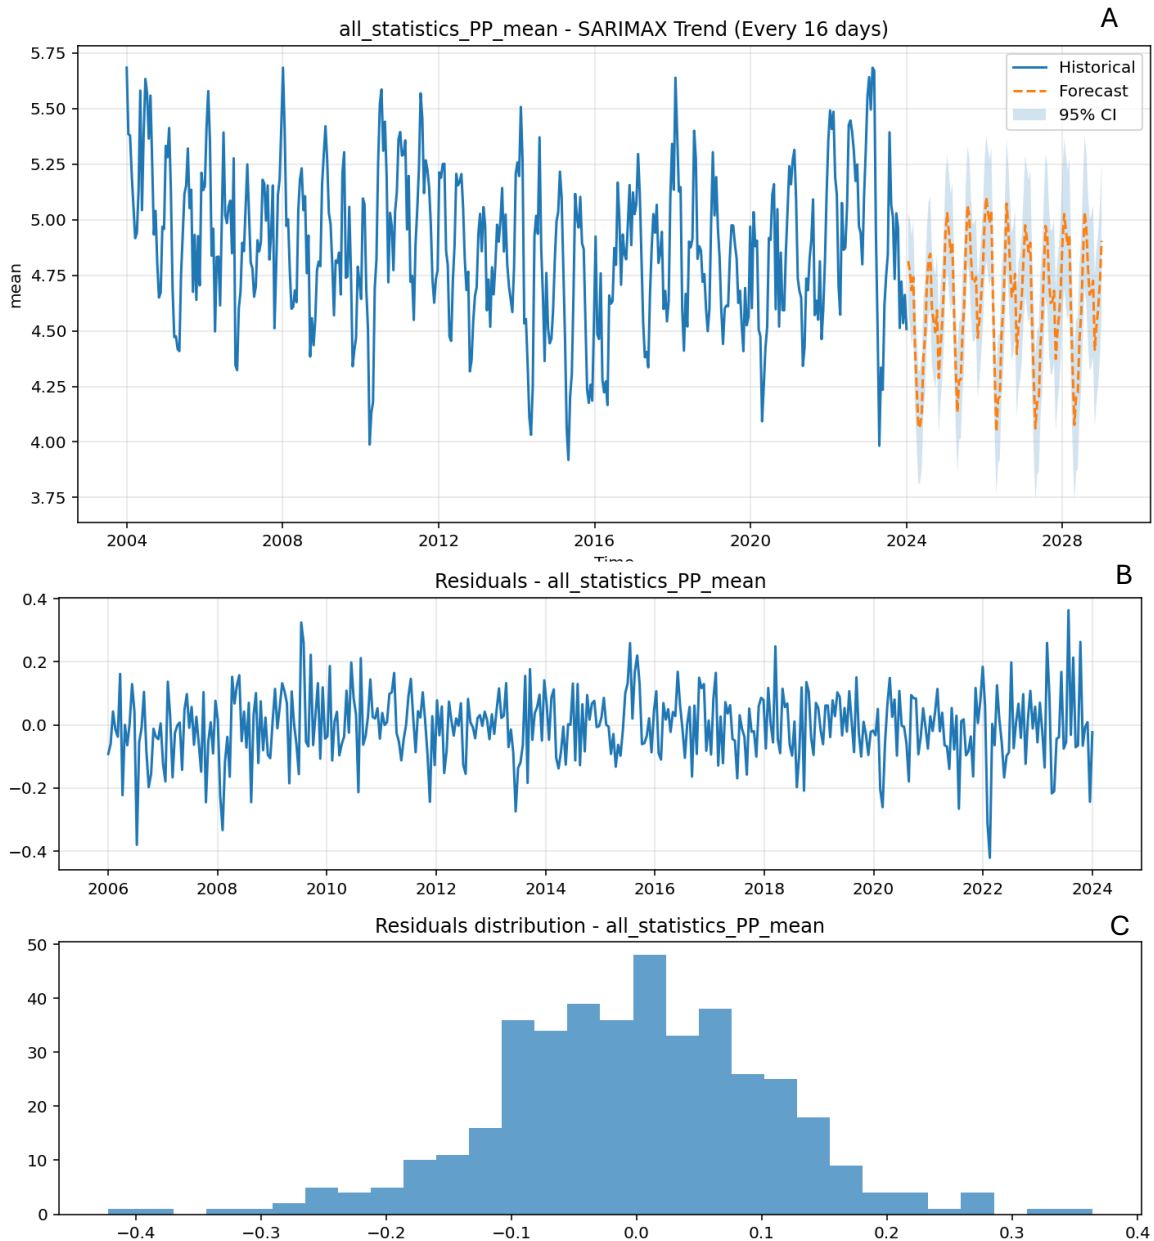 A
all_statistics_PP_mean - SARIMAX Trend (Every 16 days)
5.75
5.50
5.25
5.00
4.75
4.50
4.25
4.00
3.75
mean
Historical
Forecast
95% CI
2004 2008 2012 2016 2020 2024 2028
Time
B
Residuals - all_statistics_PP_mean
0.4
0.2
0.0
−0.2
−0.4
2006 2008 2010 2012 2014 2016 2018 2020 2022 2024
C
Residuals distribution - all_statistics_PP_mean
50
40
30
20
10
0
−0.4 −0.3 −0.2 −0.1 0.0 0.1 0.2 0.3 0.4